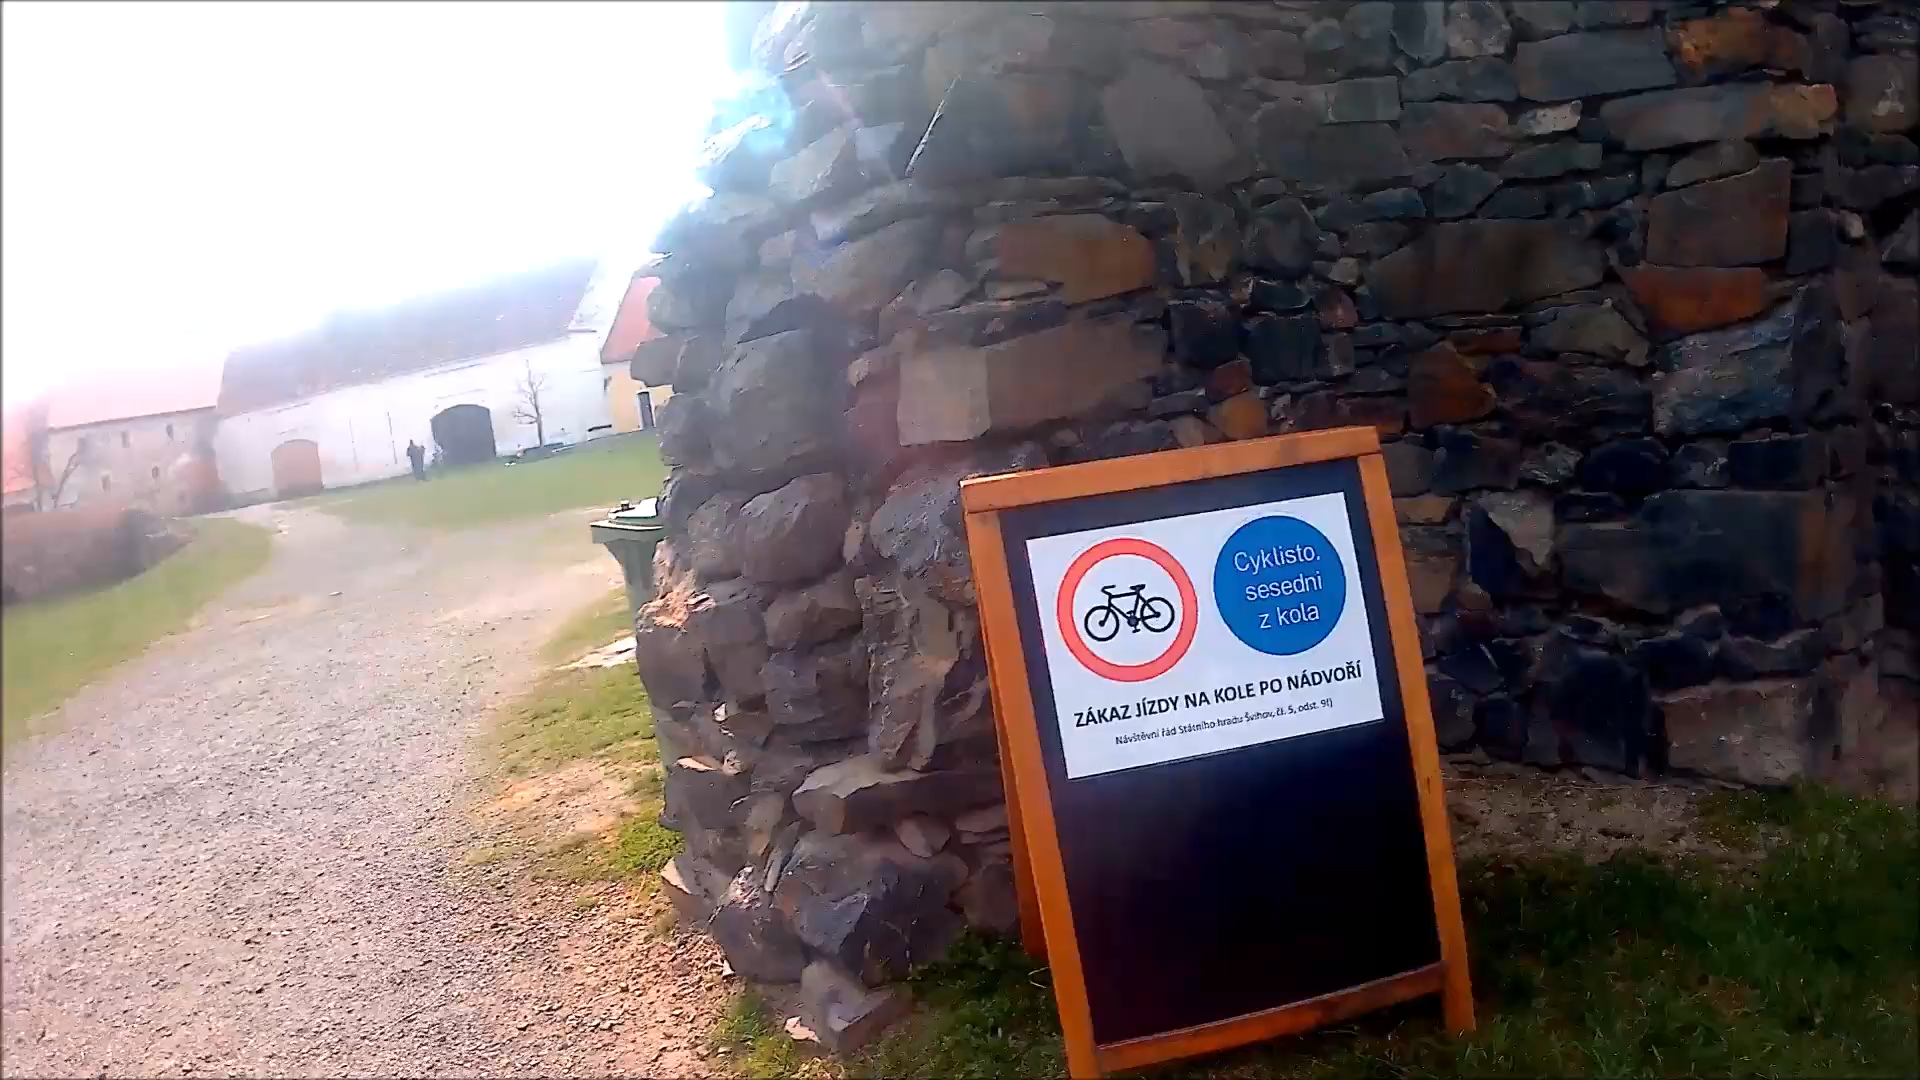 Cyklisto.
sesedni
z kola
ZÁKAZ JÍZDY NA KOLE PO NÁDVOŘÍ
Návštěvní řád Státního hradu Švihov, čl. 5, odst. 9f)